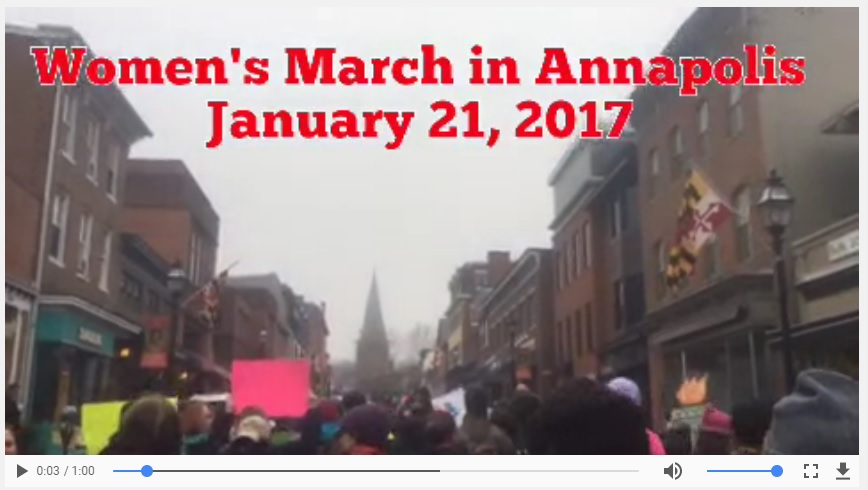 Women's March in Annapolis
January 21, 2017
0:03 / 1:00